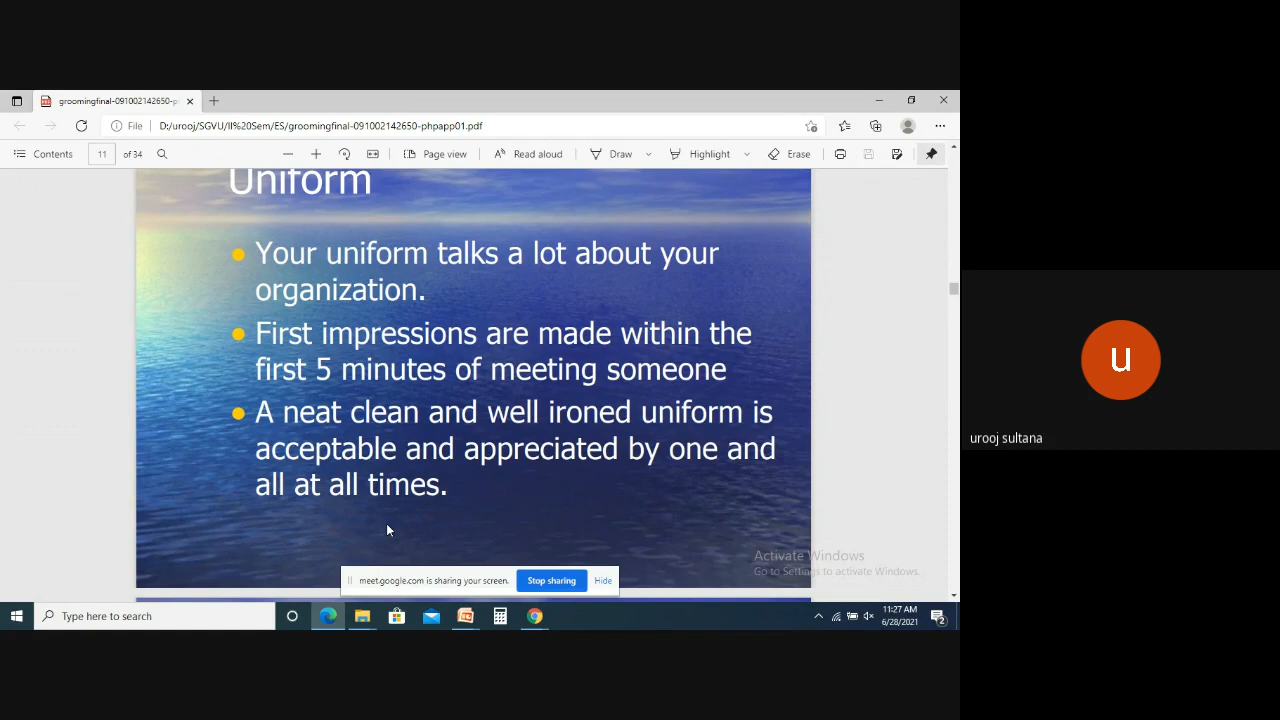 groomingfinal-091002142650-p
File D:/urooj/SGVU/II%20Sem/ES/groomingfinal-091002142650-phpapp01.pdf
Contents 11 of 34 Page view Read aloud Draw Highlight Erase
Uniform
Your uniform talks a lot about your
organization.
First impressions are made within the
first 5 minutes of meeting someone
A neat clean and well ironed uniform is
acceptable and appreciated by one and
all at all times.
u
urooj sultana
Activate Windows
Go to Settings to activate Windows.
meet.google.com is sharing your screen. Stop sharing Hide
Type here to search
11:27 AM
6/28/2021
2